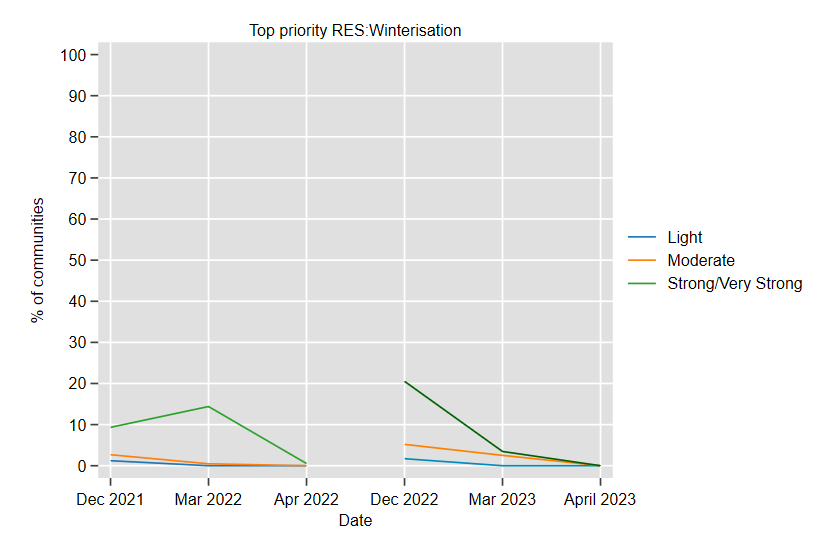 Top priority RES:Winterisation
100
90
80
70
60
50
40
30
20
10
0
% of communities
Dec 2021 Mar 2022 Apr 2022 Dec 2022 Mar 2023 April 2023
Date
Light
Moderate
Strong/Very Strong